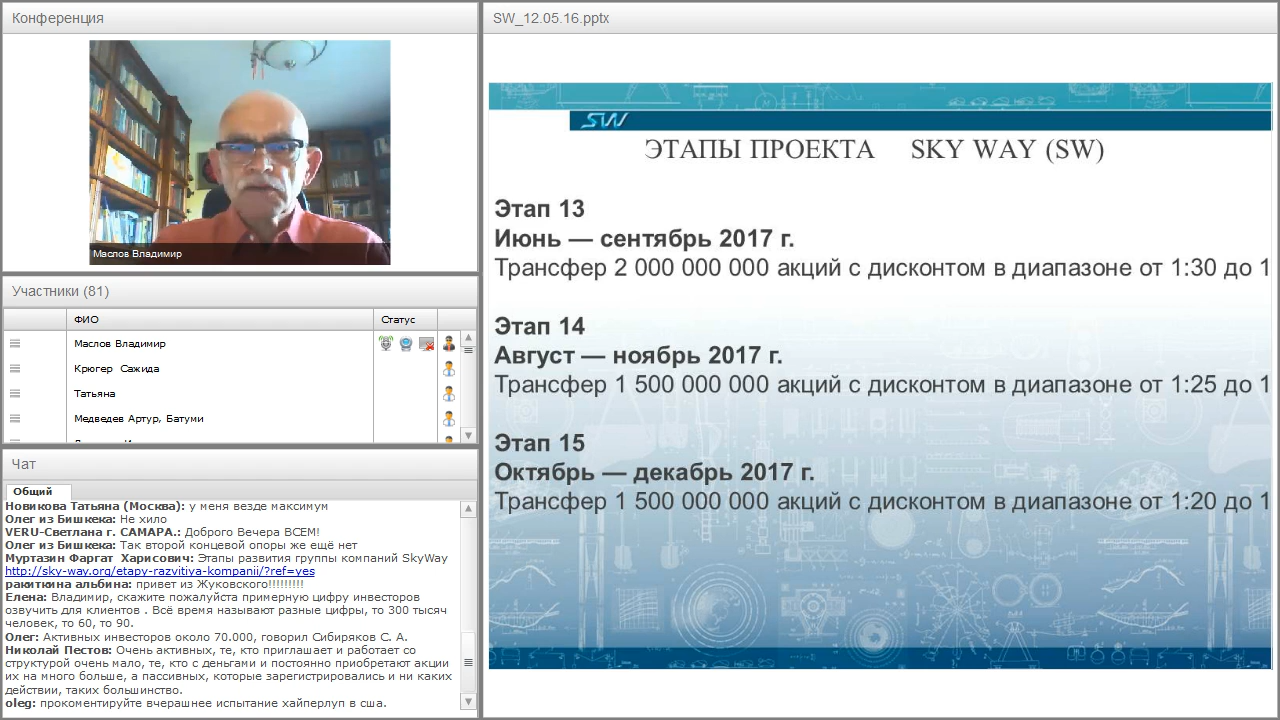 Конференция
Маслов Владимир
Участники (81)
ФИО
Статус
Маслов Владимир
Крюгер Сажида
Татьяна
Медведев Артур, Батуми
Чат
Общий
Новикова Татьяна (Москва): у меня везде максимум
Олег из Бишкека: Не хило
VERU-Светлана г. САМАРА.: Доброго Вечера ВСЕМ!
Олег из Бишкека: Так второй концевой опоры же ещё нет
Муртазин Фаргат Харисович: Этапы развития группы компаний SkyWay
http://sky-way.org/etapy-razvitiya-kompanii/?ref=yes
ракиткина альбина: привет из Жуковского!!!!!!!!!
Елена: Владимир, скажите пожалуйста примерную цифру инвесторов
озвучить для клиентов . Всё время называют разные цифры, то 300 тысяч
человек, то 60, то 90.
Олег: Активных инвесторов около 70.000, говорил Сибиряков С. А.
Николай Пестов: Очень активных, те, кто приглашает и работает со
структурой очень мало, те, кто с деньгами и постоянно приобретают акции
их намного больше, а пассивных, которые зарегистрировались и ни каких
действии, таких большинство.
oleg: прокоментируйте вчерашнее испытание хайперлуп в сша.
SW_12.05.16.pptx
SW
ЭТАПЫ ПРОЕКТА SKY WAY (SW)
Этап 13
Июнь — сентябрь 2017 г.
Трансфер 2 000 000 000 акций с дисконтом в диапазоне от 1:30 до 1
Этап 14
Август — ноябрь 2017 г.
Трансфер 1 500 000 000 акций с дисконтом в диапазоне от 1:25 до 1
Этап 15
Октябрь — декабрь 2017 г.
Трансфер 1 500 000 000 акций с дисконтом в диапазоне от 1:20 до 1